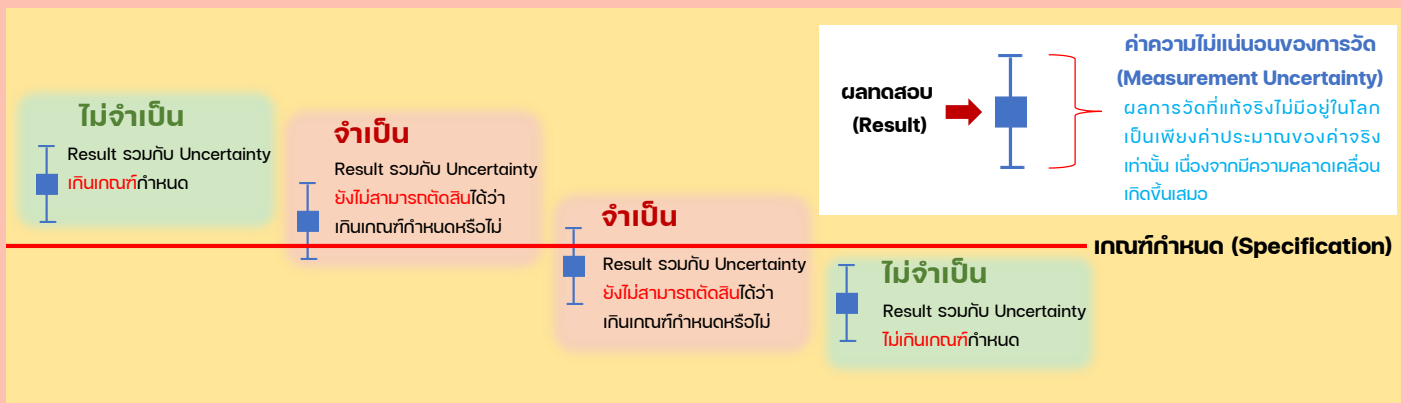 ไม่จำเป็น
Result รวมกับ Uncertainty
เกินเกณฑ์กำหนด
จำเป็น
Result รวมกับ Uncertainty
ยังไม่สามารถตัดสินได้ว่า
เกินเกณฑ์กำหนดหรือไม่
จำเป็น
Result รวมกับ Uncertainty
ยังไม่สามารถตัดสินได้ว่า
เกินเกณฑ์กำหนดหรือไม่
ไม่จำเป็น
Result รวมกับ Uncertainty
ไม่เกินเกณฑ์กำหนด
ผลทดสอบ
(Result)
ค่าความไม่แน่นอนของการวัด
(Measurement Uncertainty)
ผลการวัดที่แท้จริงไม่มีอยู่ในโลก
เป็นเพียงค่าประมาณของค่าจริง
เท่านั้น เนื่องจากมีความคลาดเคลื่อน
เกิดขึ้นเสมอ
เกณฑ์กำหนด (Specification)